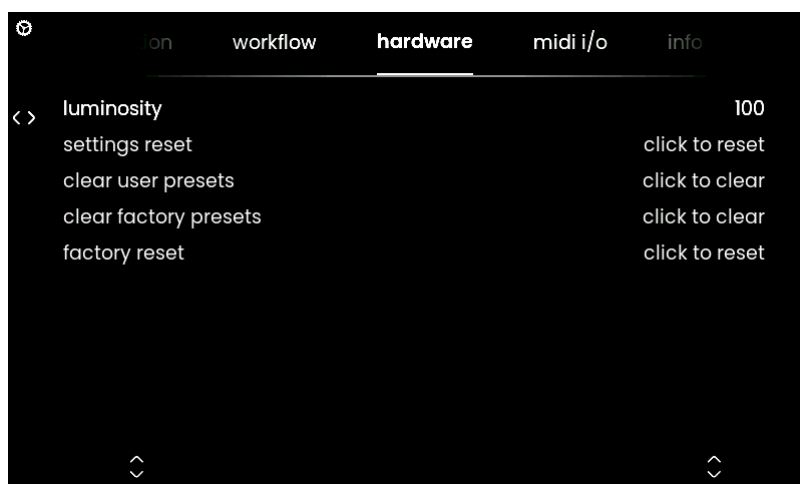 ion workflow hardware midi i/o info
luminosity 100
settings reset click to reset
clear user presets click to clear
clear factory presets click to clear
factory reset click to reset